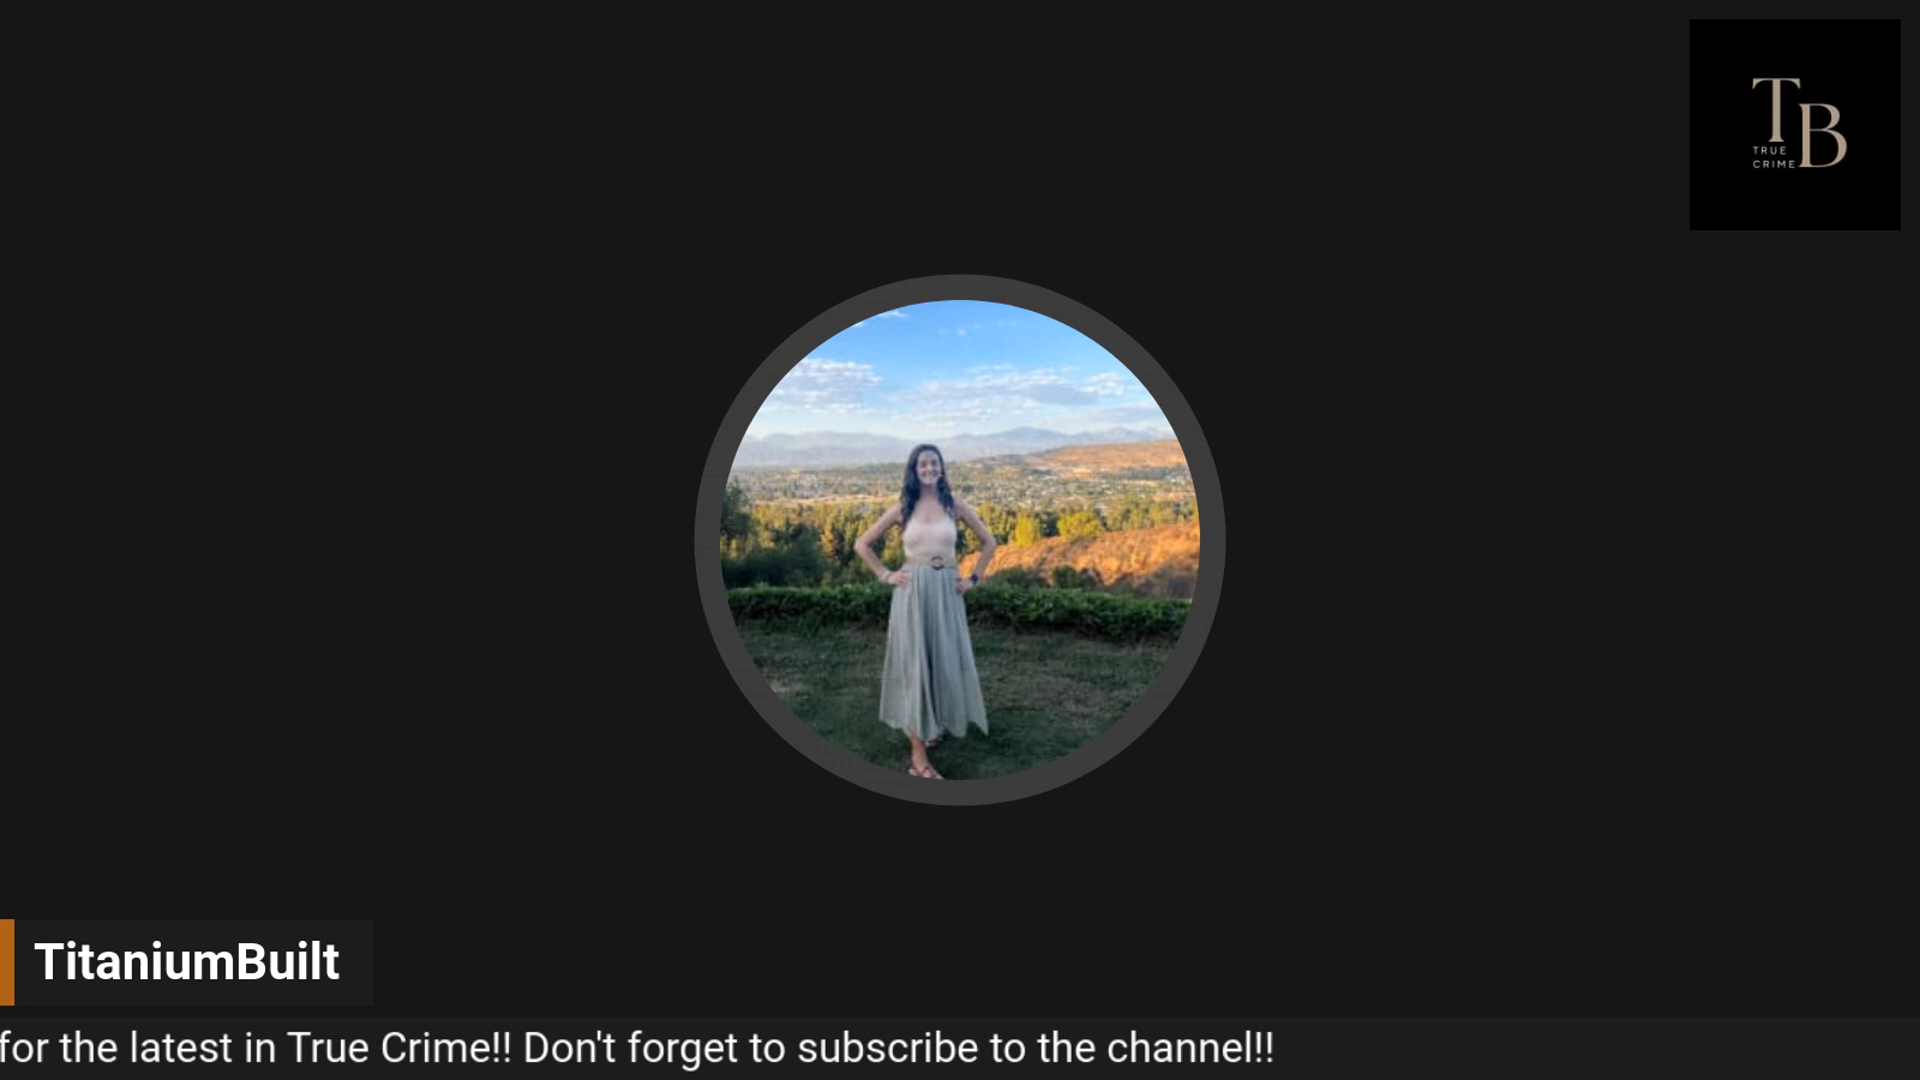 TB
TRUE
CRIME
TitaniumBuilt
for the latest in True Crime!! Don't forget to subscribe to the channel!!